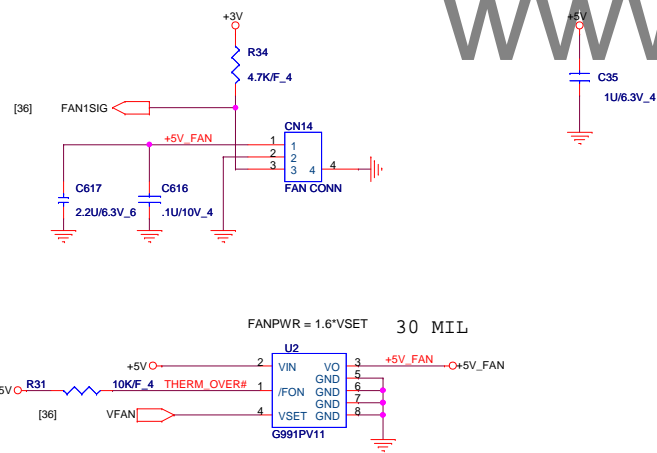 WWW
+3V
+5V
R34
4.7K/F_4
C35
1U/6.3V_4
[36]
FAN1SIG
CN14
+5V_FAN
1
1
2
2
3
3
4
4
FAN CONN
C617
2.2U/6.3V_6
C616
.1U/10V_4
FANPWR = 1.6*VSET
30 MIL
U2
+5V
2
VIN
VO
3
+5V_FAN
+5V_FAN
GND
5
5V
R31
10K/F_4
THERM_OVER#
1
/FON
GND
6
GND
7
[36]
VFAN
4
VSET
GND
8
G991PV11